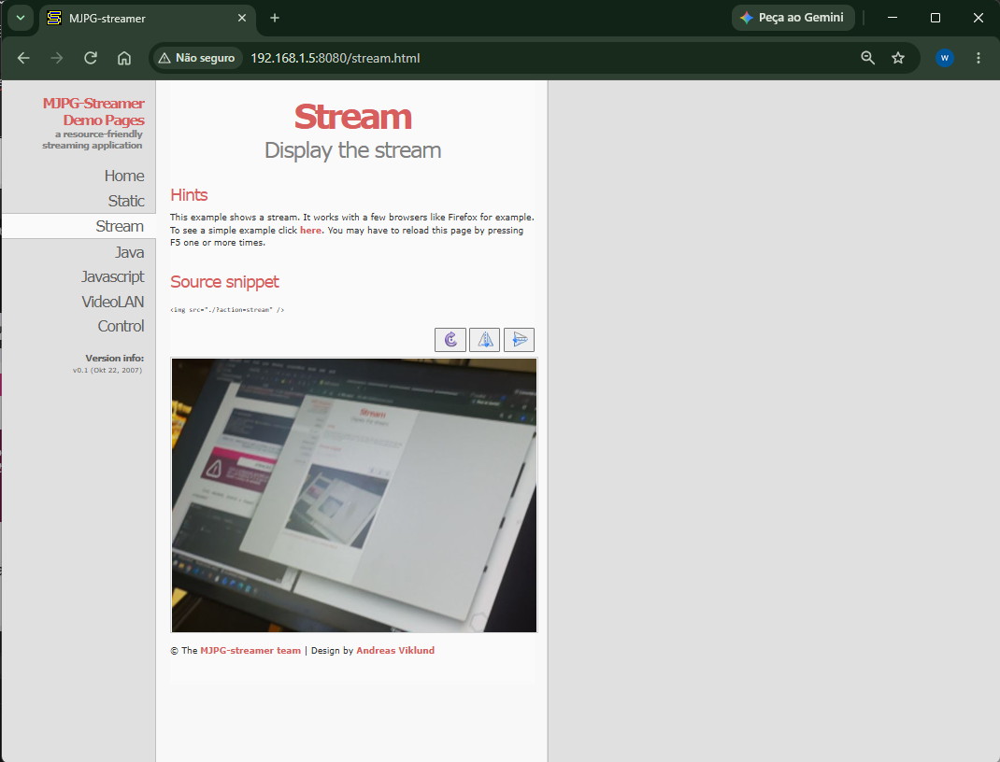 MJPG-streamer
Peça ao Gemini
Não seguro
192.168.1.5:8080/stream.html
W
MJPG-Streamer
Demo Pages
a resource-friendly
streaming application
Home
Static
Stream
Java
Javascript
VideoLAN
Control
Version info:
v0.1 (Okt 22, 2007)
Stream
Display the stream
Hints
This example shows a stream. It works with a few browsers like Firefox for example.
To see a simple example click here. You may have to reload this page by pressing
F5 one or more times.
Source snippet
<img src="./?action=stream" />
Stream
Display the stream
© The MJPG-streamer team | Design by Andreas Viklund